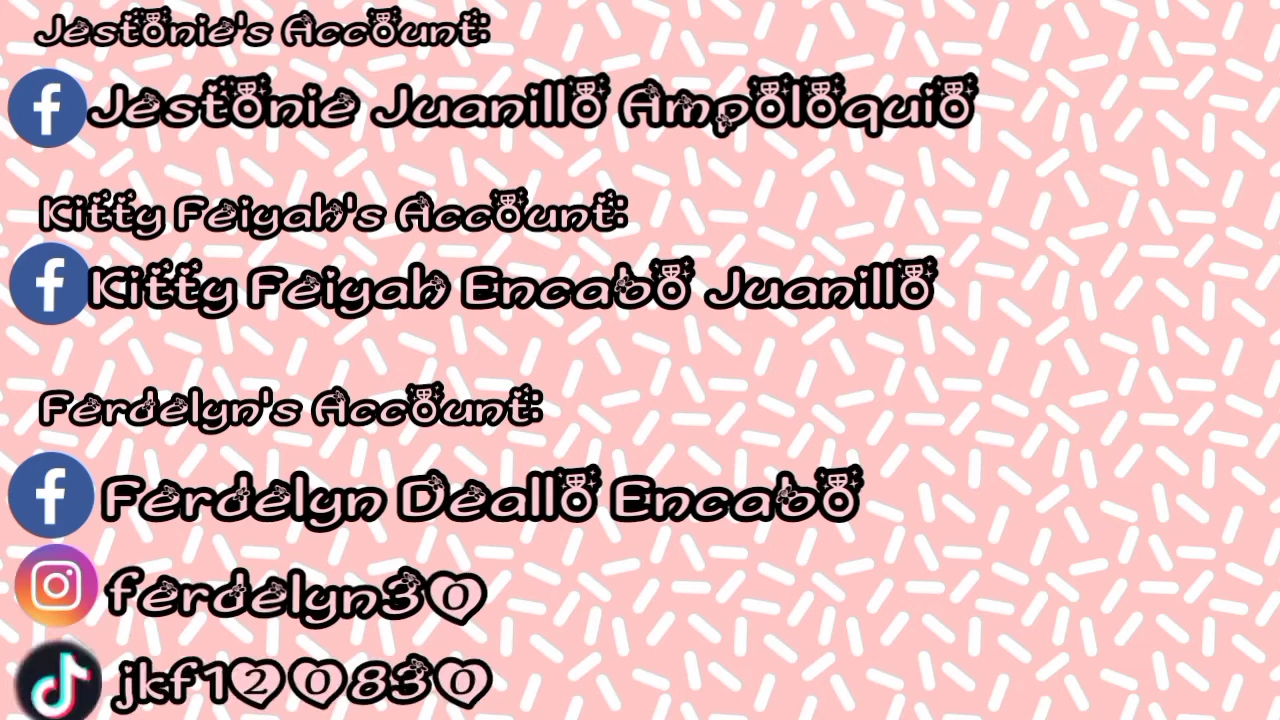 Jestonie's Account:
Jestonie Juanillo Ampoloquio
Kitty Feiyah's Account:
Kitty Feiyah Encabo Juanillo
Ferdelyn's Account:
Ferdelyn Deallo Encabo
ferdelyn30
jkf120830